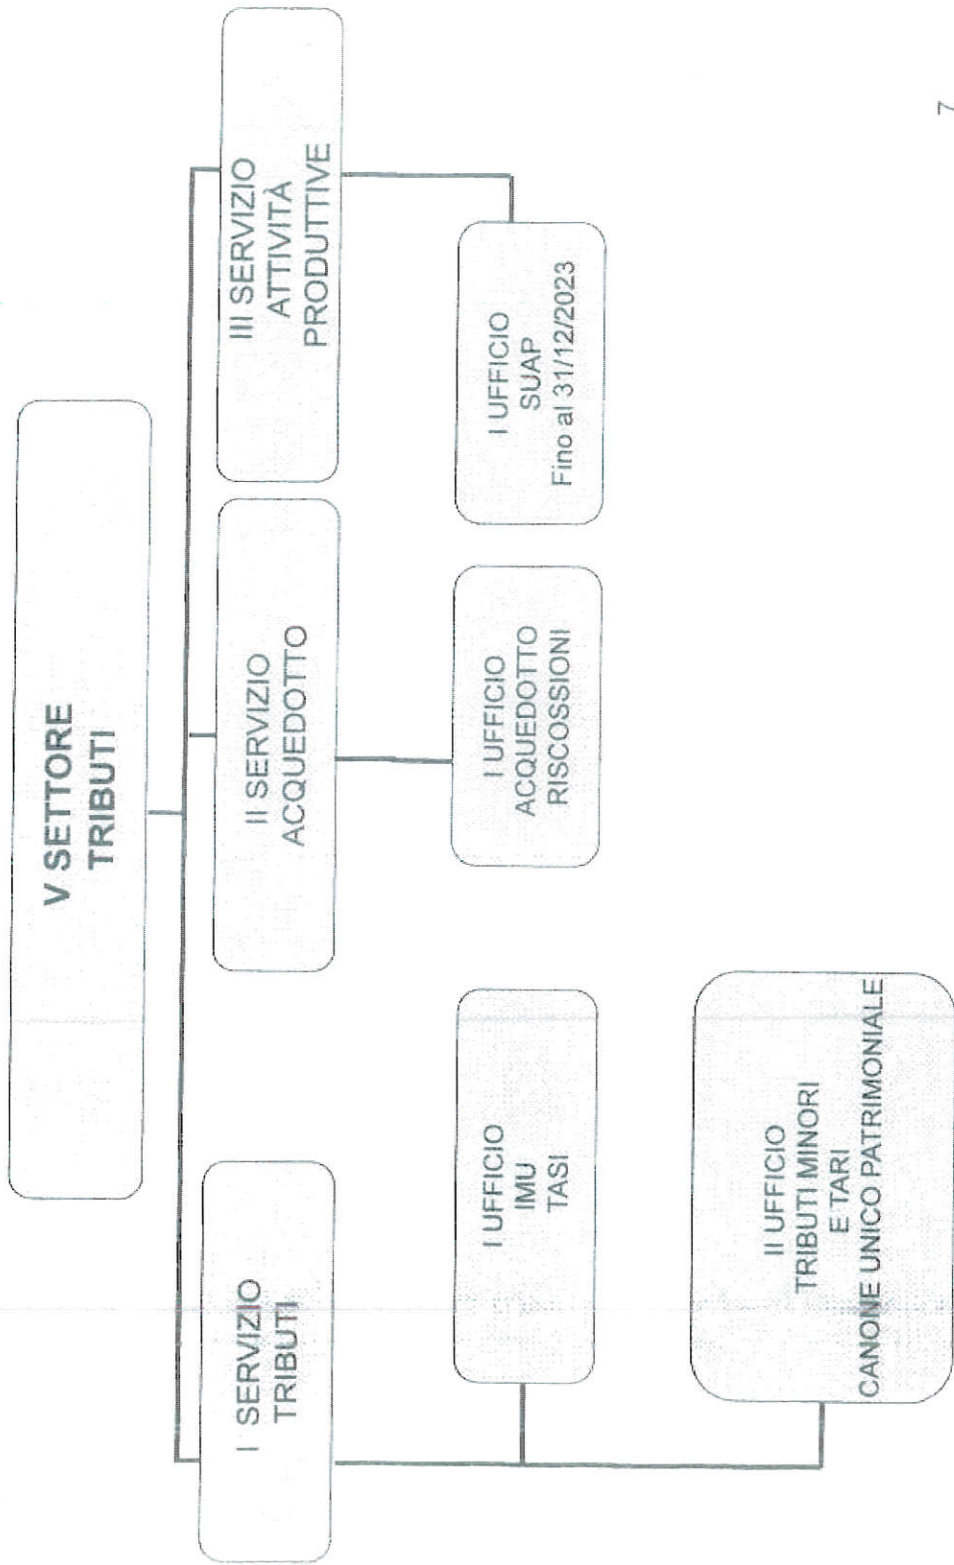 V SETTORE
TRIBUTI
I SERVIZIO
TRIBUTI
II SERVIZIO
ACQUEDOTTO
III SERVIZIO
ATTIVITÀ
PRODUTTIVE
I UFFICIO
IMU
TASI
I UFFICIO
ACQUEDOTTO
RISCOSSIONI
I UFFICIO
SUAP
Fino al 31/12/2023
II UFFICIO
TRIBUTI MINORI
E TARI
CANONE UNICO PATRIMONIALE
7